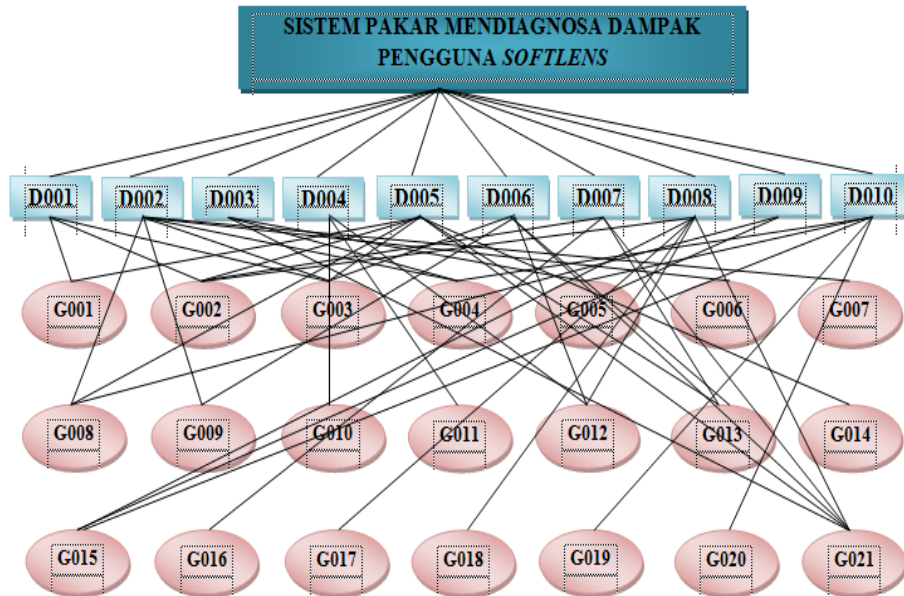 SISTEM PAKAR MENDIAGNOSA DAMPAK
PENGGUNA SOFTLENS
D001 D002 D003 D004 D005 D006 D007 D008 D009 D010
G001 G002 G003 G004 G005 G006 G007
G008 G009 G010 G011 G012 G013 G014
G015 G016 G017 G018 G019 G020 G021